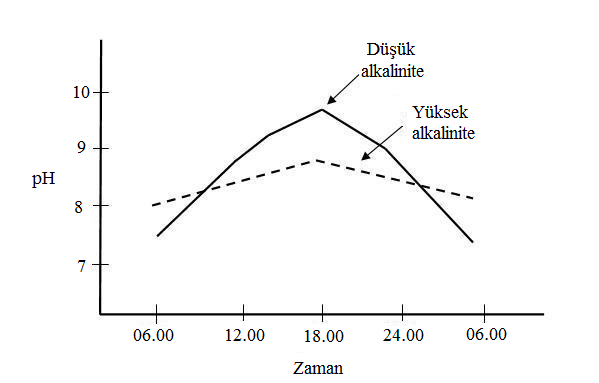 Düşük
alkalinite
Yüksek
alkalinite
10
9
8
7
pH
06.00 12.00 18.00 24.00 06.00
Zaman